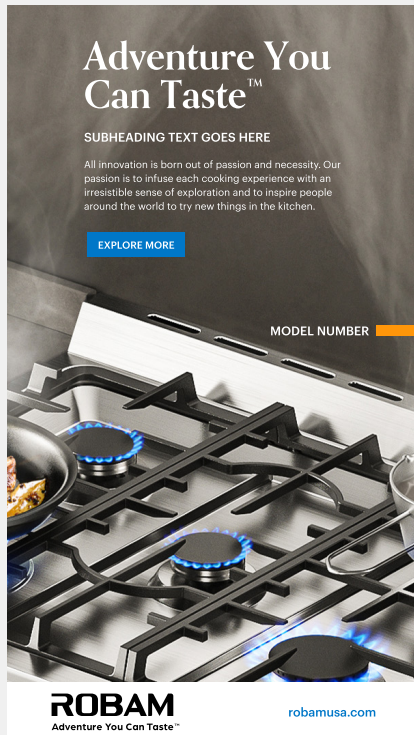 Adventure You
Can Taste™
SUBHEADING TEXT GOES HERE
All innovation is born out of passion and necessity. Our
passion is to infuse each cooking experience with an
irresistible sense of exploration and to inspire people
around the world to try new things in the kitchen.
EXPLORE MORE
MODEL NUMBER
ROBAM
Adventure You Can Taste™
robamusa.com